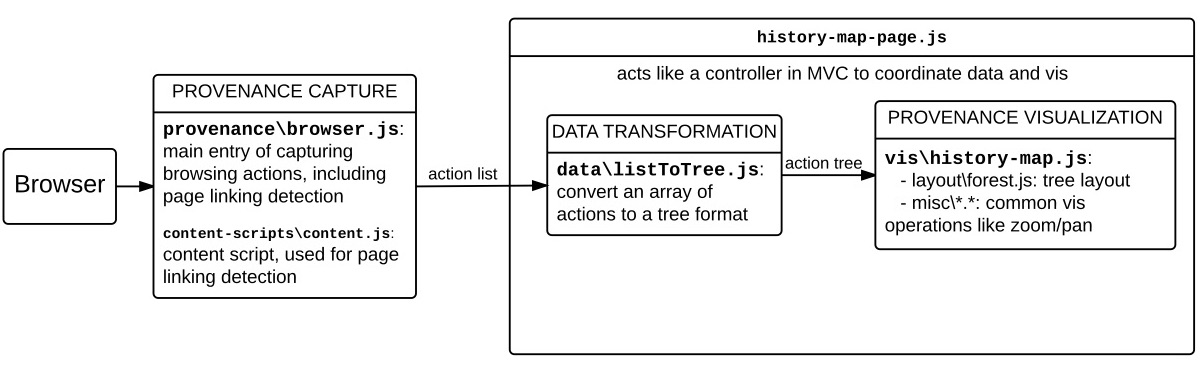 Browser
PROVENANCE CAPTURE
provenance\browser.js:
main entry of capturing
browsing actions, including
page linking detection
content-scripts\content.js:
content script, used for page
linking detection
action list
history-map-page.js
acts like a controller in MVC to coordinate data and vis
DATA TRANSFORMATION
data\listToTree.js:
convert an array of
actions to a tree format
action tree
PROVENANCE VISUALIZATION
vis\history-map.js:
- layout\forest.js: tree layout
- misc\*.*: common vis
operations like zoom/pan